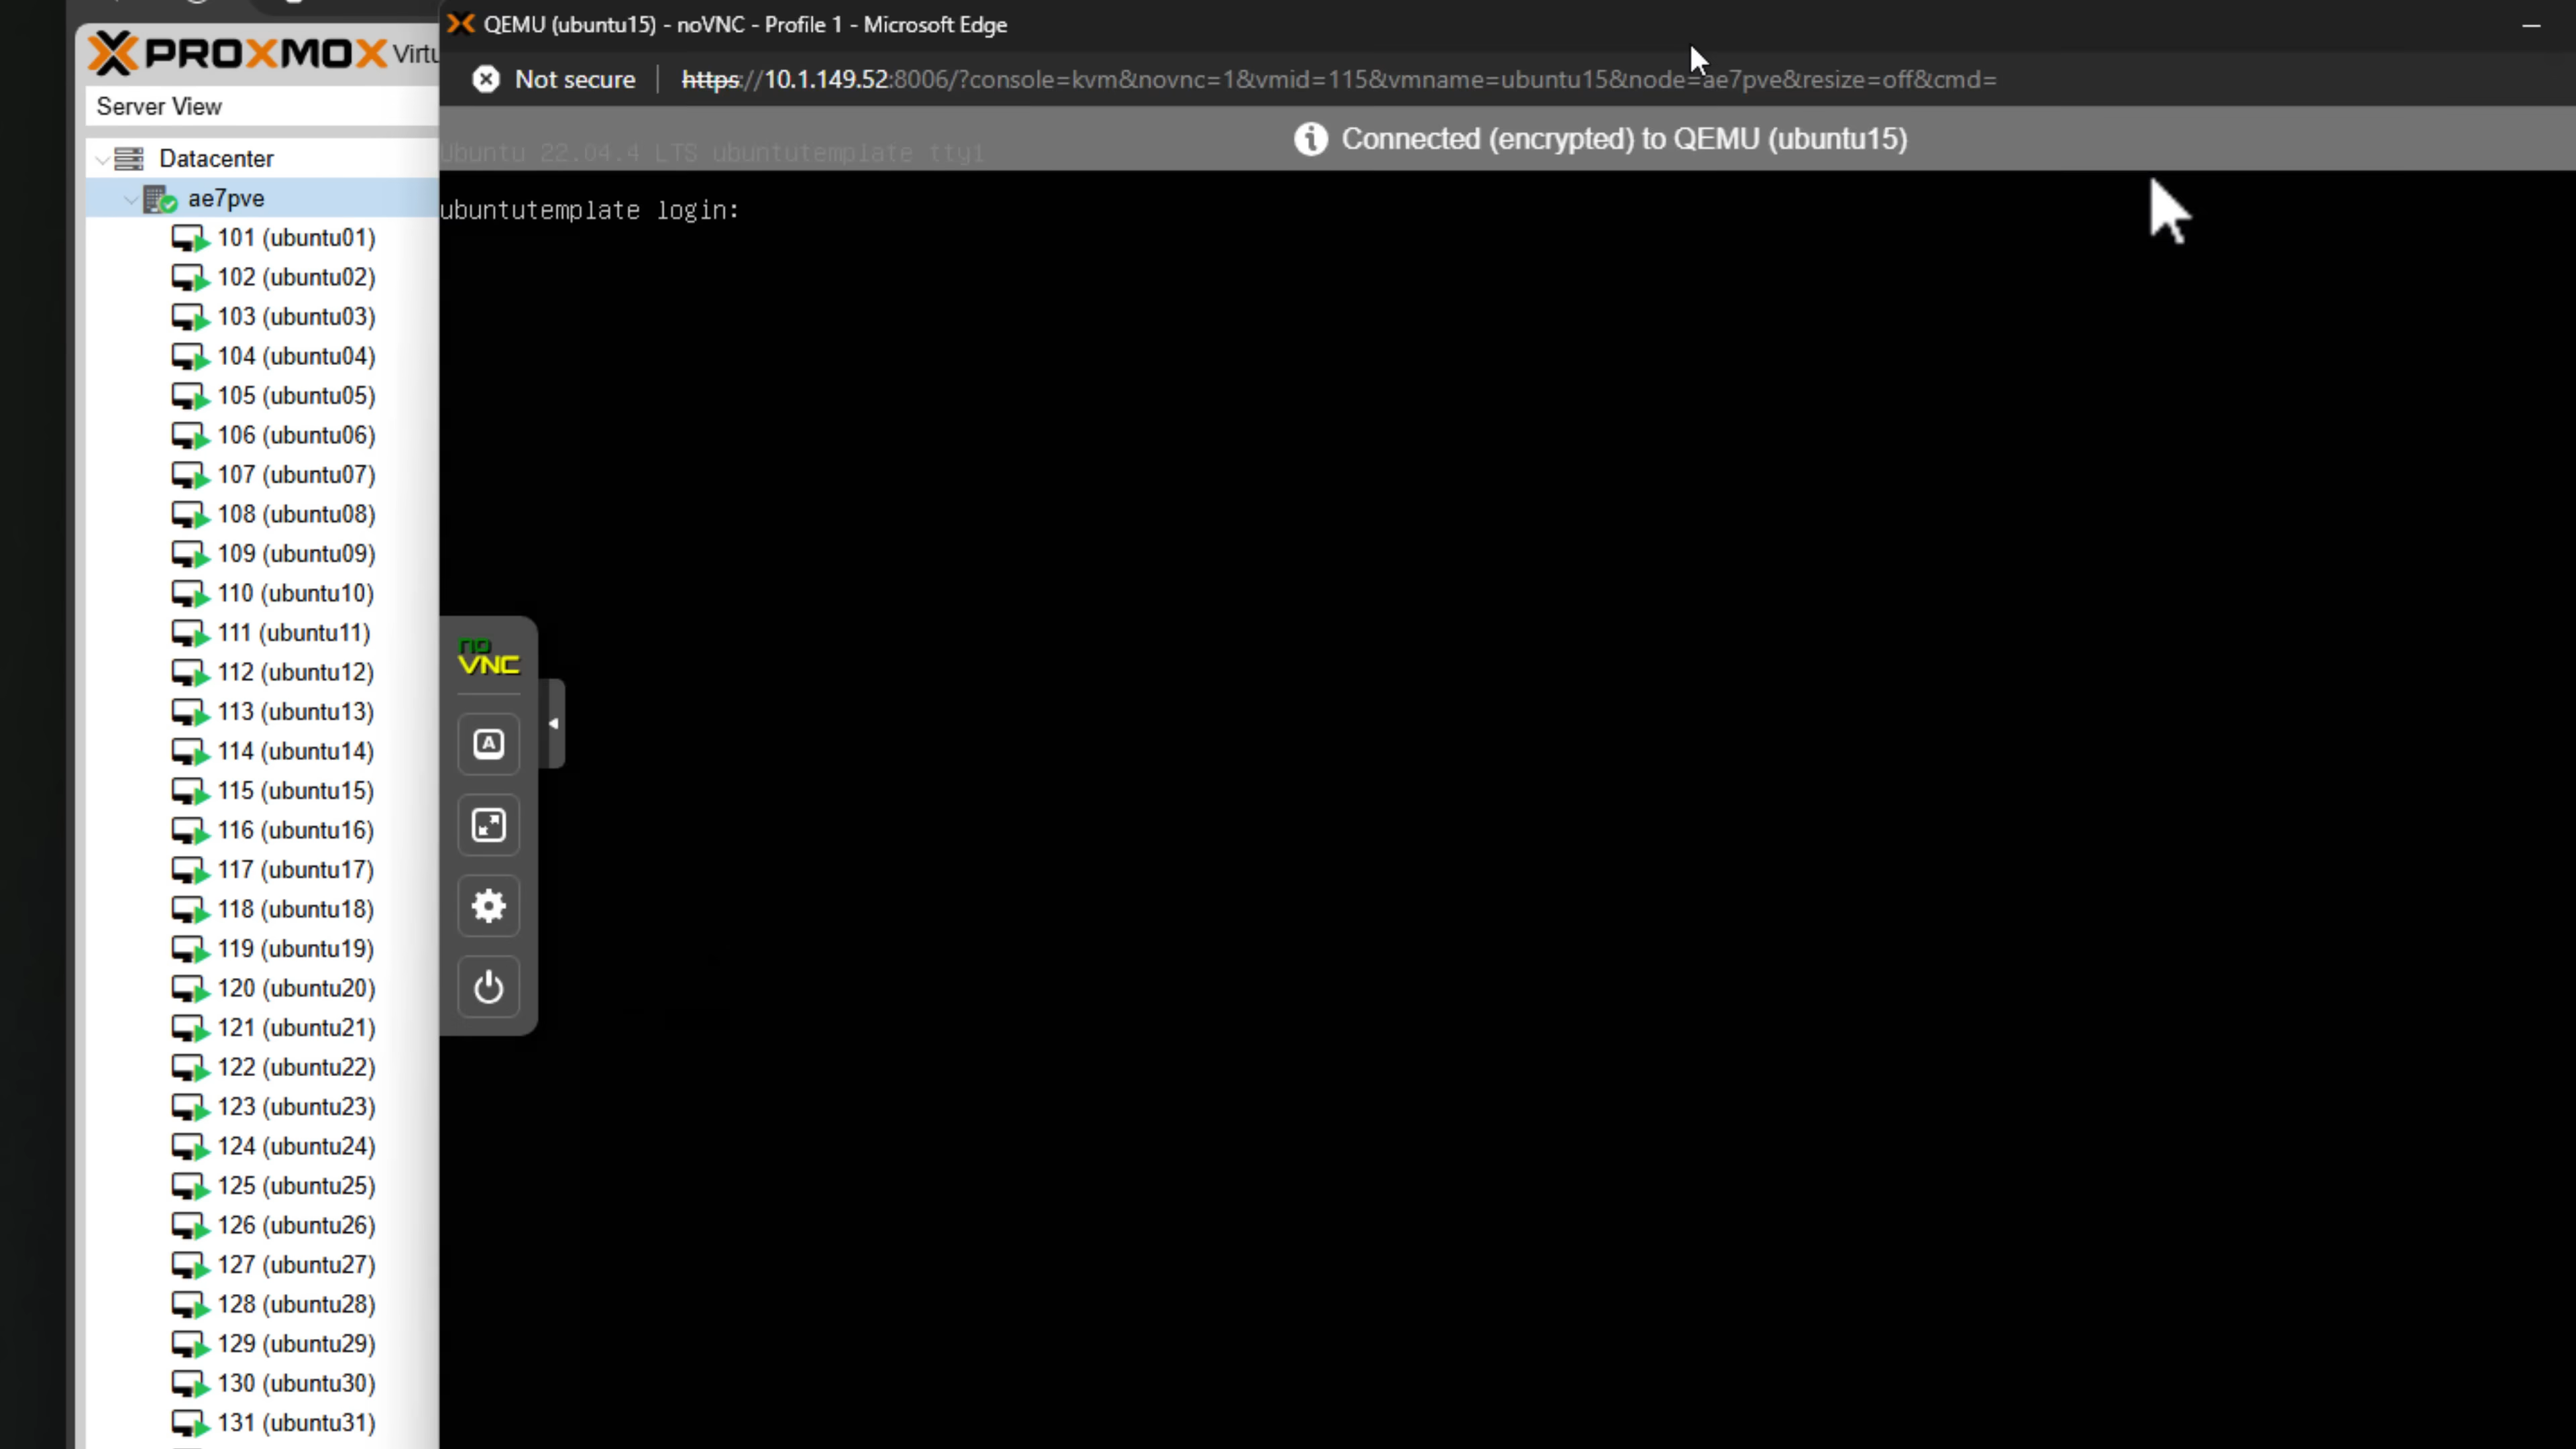 PROXMOX Virtu
Server View
Datacenter
ae7pve
101 (ubuntu01)
102 (ubuntu02)
103 (ubuntu03)
104 (ubuntu04)
105 (ubuntu05)
106 (ubuntu06)
107 (ubuntu07)
108 (ubuntu08)
109 (ubuntu09)
110 (ubuntu10)
111 (ubuntu11)
112 (ubuntu12)
113 (ubuntu13)
114 (ubuntu14)
115 (ubuntu15)
116 (ubuntu16)
117 (ubuntu17)
118 (ubuntu18)
119 (ubuntu19)
120 (ubuntu20)
121 (ubuntu21)
122 (ubuntu22)
123 (ubuntu23)
124 (ubuntu24)
125 (ubuntu25)
126 (ubuntu26)
127 (ubuntu27)
128 (ubuntu28)
129 (ubuntu29)
130 (ubuntu30)
131 (ubuntu31)
QEMU (ubuntu15) - noVNC - Profile 1 - Microsoft Edge
Not secure https://10.1.149.52:8006/?console=kvm&novnc=1&vmid=115&vmname=ubuntu15&node=ae7pve&resize=off&cmd=
Connected (encrypted) to QEMU (ubuntu15)
Ubuntu 22.04.4 LTS ubuntutemplate tty1
ubuntutemplate login:
no
VNC
A